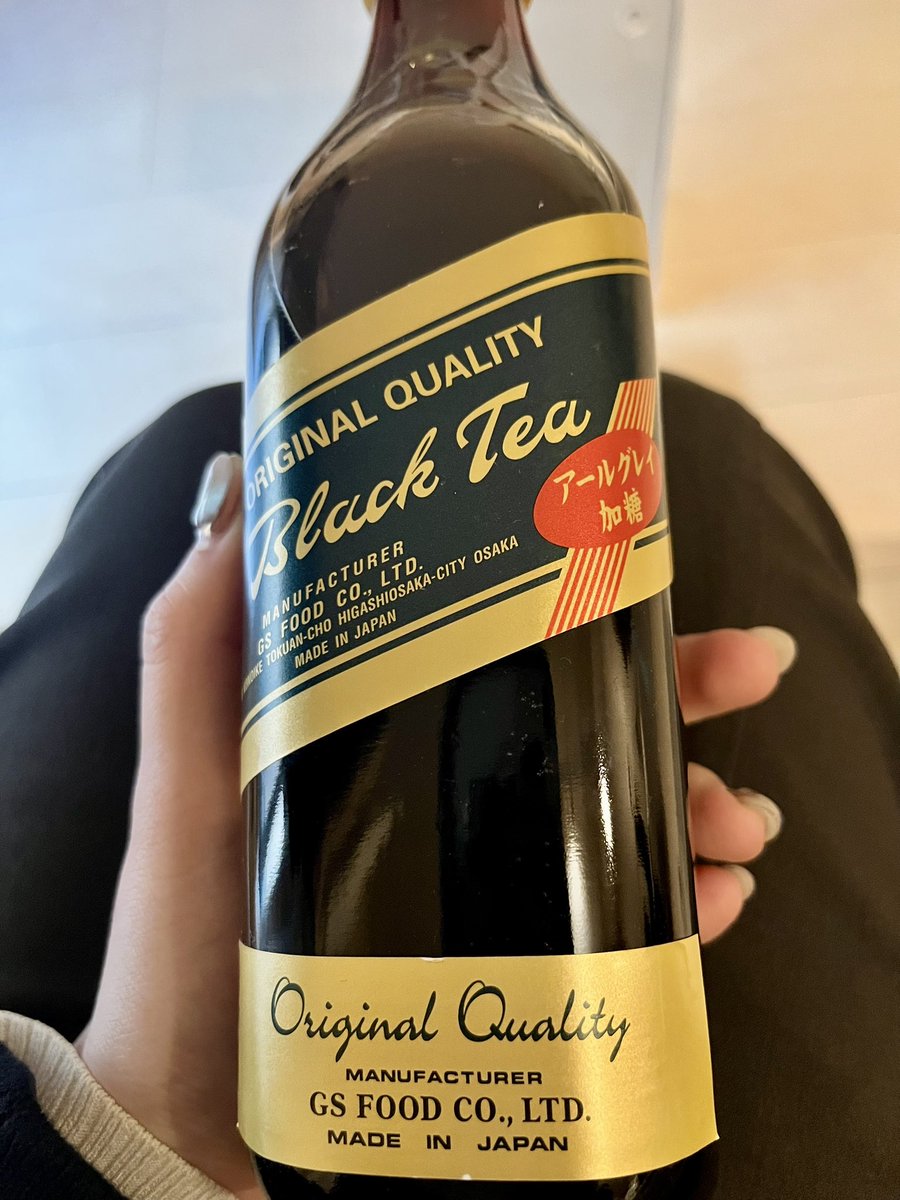 ORIGINAL QUALITY
Black Tea
アールグレイ
加糖
MANUFACTURER
GS FOOD CO., LTD.
TOKUAN-CHO HIGASHIOSAKA-CITY OSAKA
MADE IN JAPAN
Original Quality
MANUFACTURER
GS FOOD CO., LTD.
MADE IN JAPAN